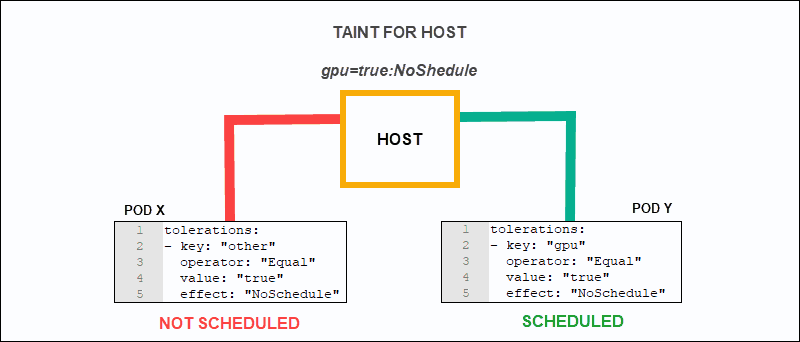 TAINT FOR HOST
gpu=true:NoShedule
HOST
POD X
1 tolerations:
2 - key: "other"
3   operator: "Equal"
4   value: "true"
5   effect: "NoSchedule"
NOT SCHEDULED
POD Y
1 tolerations:
2 - key: "gpu"
3   operator: "Equal"
4   value: "true"
5   effect: "NoSchedule"
SCHEDULED